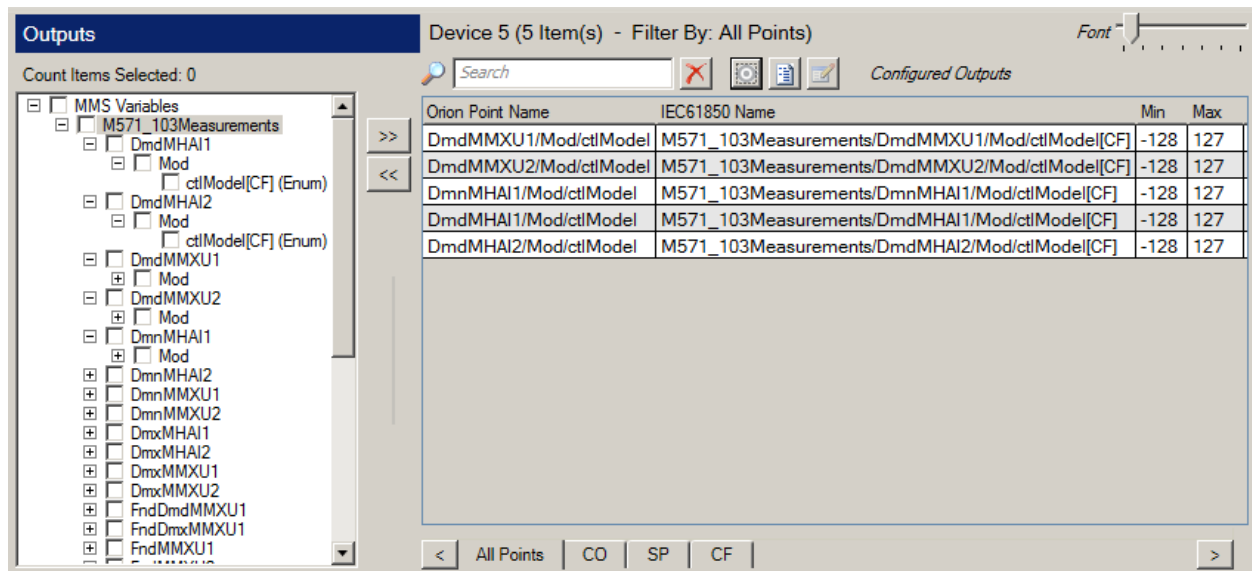 Outputs
Count Items Selected: 0
MMS Variables
M571_103Measurements
DmdMHAI1
Mod
ctlModel[CF] (Enum)
DmdMHAI2
Mod
ctlModel[CF] (Enum)
DmdMMXU1
Mod
DmdMMXU2
Mod
DmnMHAI1
Mod
DmnMHAI2
DmnMMXU1
DmnMMXU2
DmxMHAI1
DmxMHAI2
DmxMMXU1
DmxMMXU2
FndDmdMMXU1
FndDmxMMXU1
FndMMXU1
>>
<<
Device 5 (5 Item(s) - Filter By: All Points)
Font
Search
Configured Outputs
Orion Point Name IEC61850 Name Min Max
DmdMMXU1/Mod/ctlModel M571_103Measurements/DmdMMXU1/Mod/ctlModel[CF] -128 127
DmdMMXU2/Mod/ctlModel M571_103Measurements/DmdMMXU2/Mod/ctlModel[CF] -128 127
DmnMHAI1/Mod/ctlModel M571_103Measurements/DmnMHAI1/Mod/ctlModel[CF] -128 127
DmdMHAI1/Mod/ctlModel M571_103Measurements/DmdMHAI1/Mod/ctlModel[CF] -128 127
DmdMHAI2/Mod/ctlModel M571_103Measurements/DmdMHAI2/Mod/ctlModel[CF] -128 127
< All Points CO SP CF >